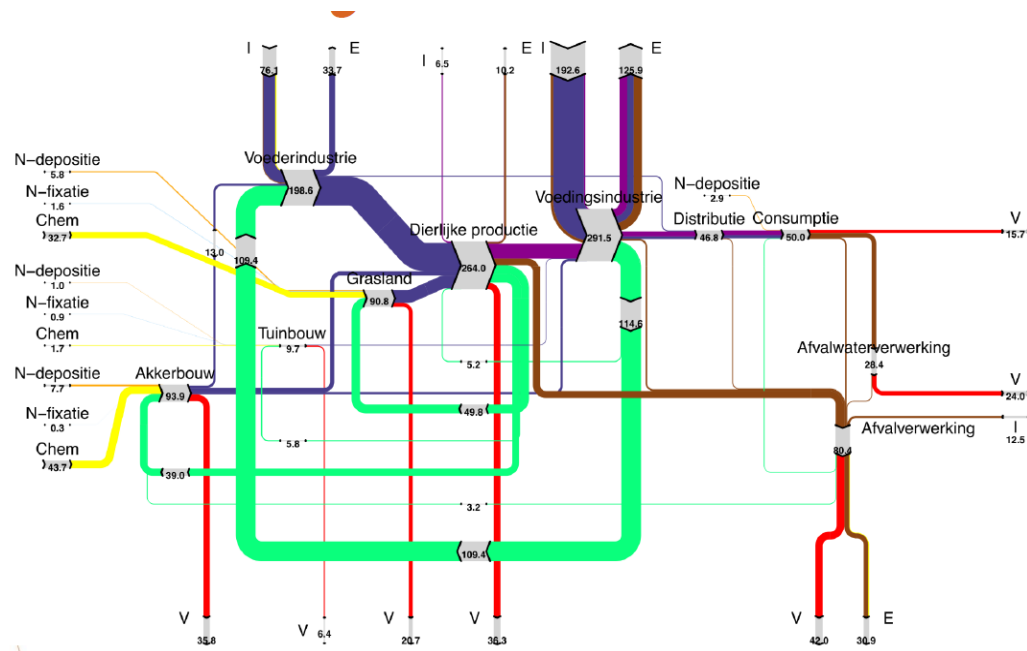 I
E
I
E
I
E
76.1
33.7
6.5
10.2
192.6
125.9
Voederindustrie
198.6
N-depositie
5.8
N-fixatie
1.6
Chem
32.7
13.0
109.4
Dierlijke productie
264.0
Voedingsindustrie
291.5
N-depositie
2.9
Distributie
46.8
Consumptie
50.0
V
15.7
N-depositie
1.0
N-fixatie
0.9
Chem
1.7
Grasland
90.8
Tuinbouw
9.7
114.6
5.2
Afvalwaterverwerking
28.4
V
24.0
N-depositie
7.7
N-fixatie
0.3
Chem
43.7
Akkerbouw
93.9
49.8
5.8
39.0
3.2
109.4
Afvalverwerking
80.4
I
12.5
V
35.8
V
6.4
V
20.7
V
36.3
V
42.0
E
30.9